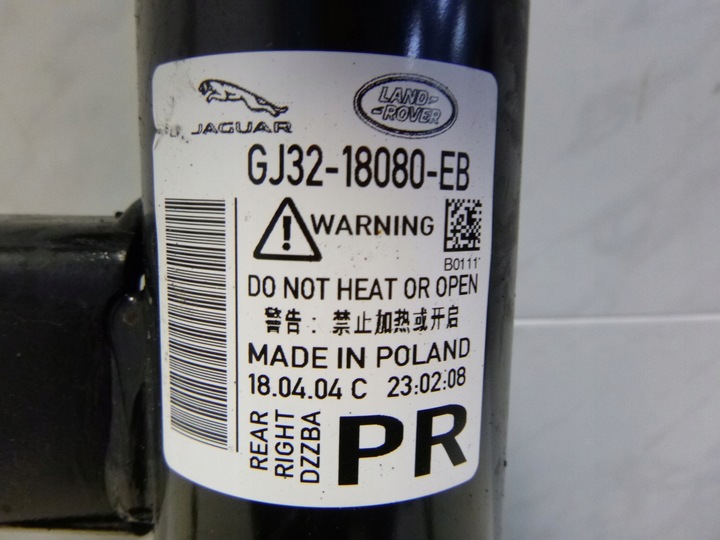 JAGUAR
LAND-
-ROVER
GJ32-18080-EB
WARNING
B0111
DO NOT HEAT OR OPEN
警告：禁止加热或开启
MADE IN POLAND
18.04.04 C 23:02:08
REAR
RIGHT
DZZBA
PR